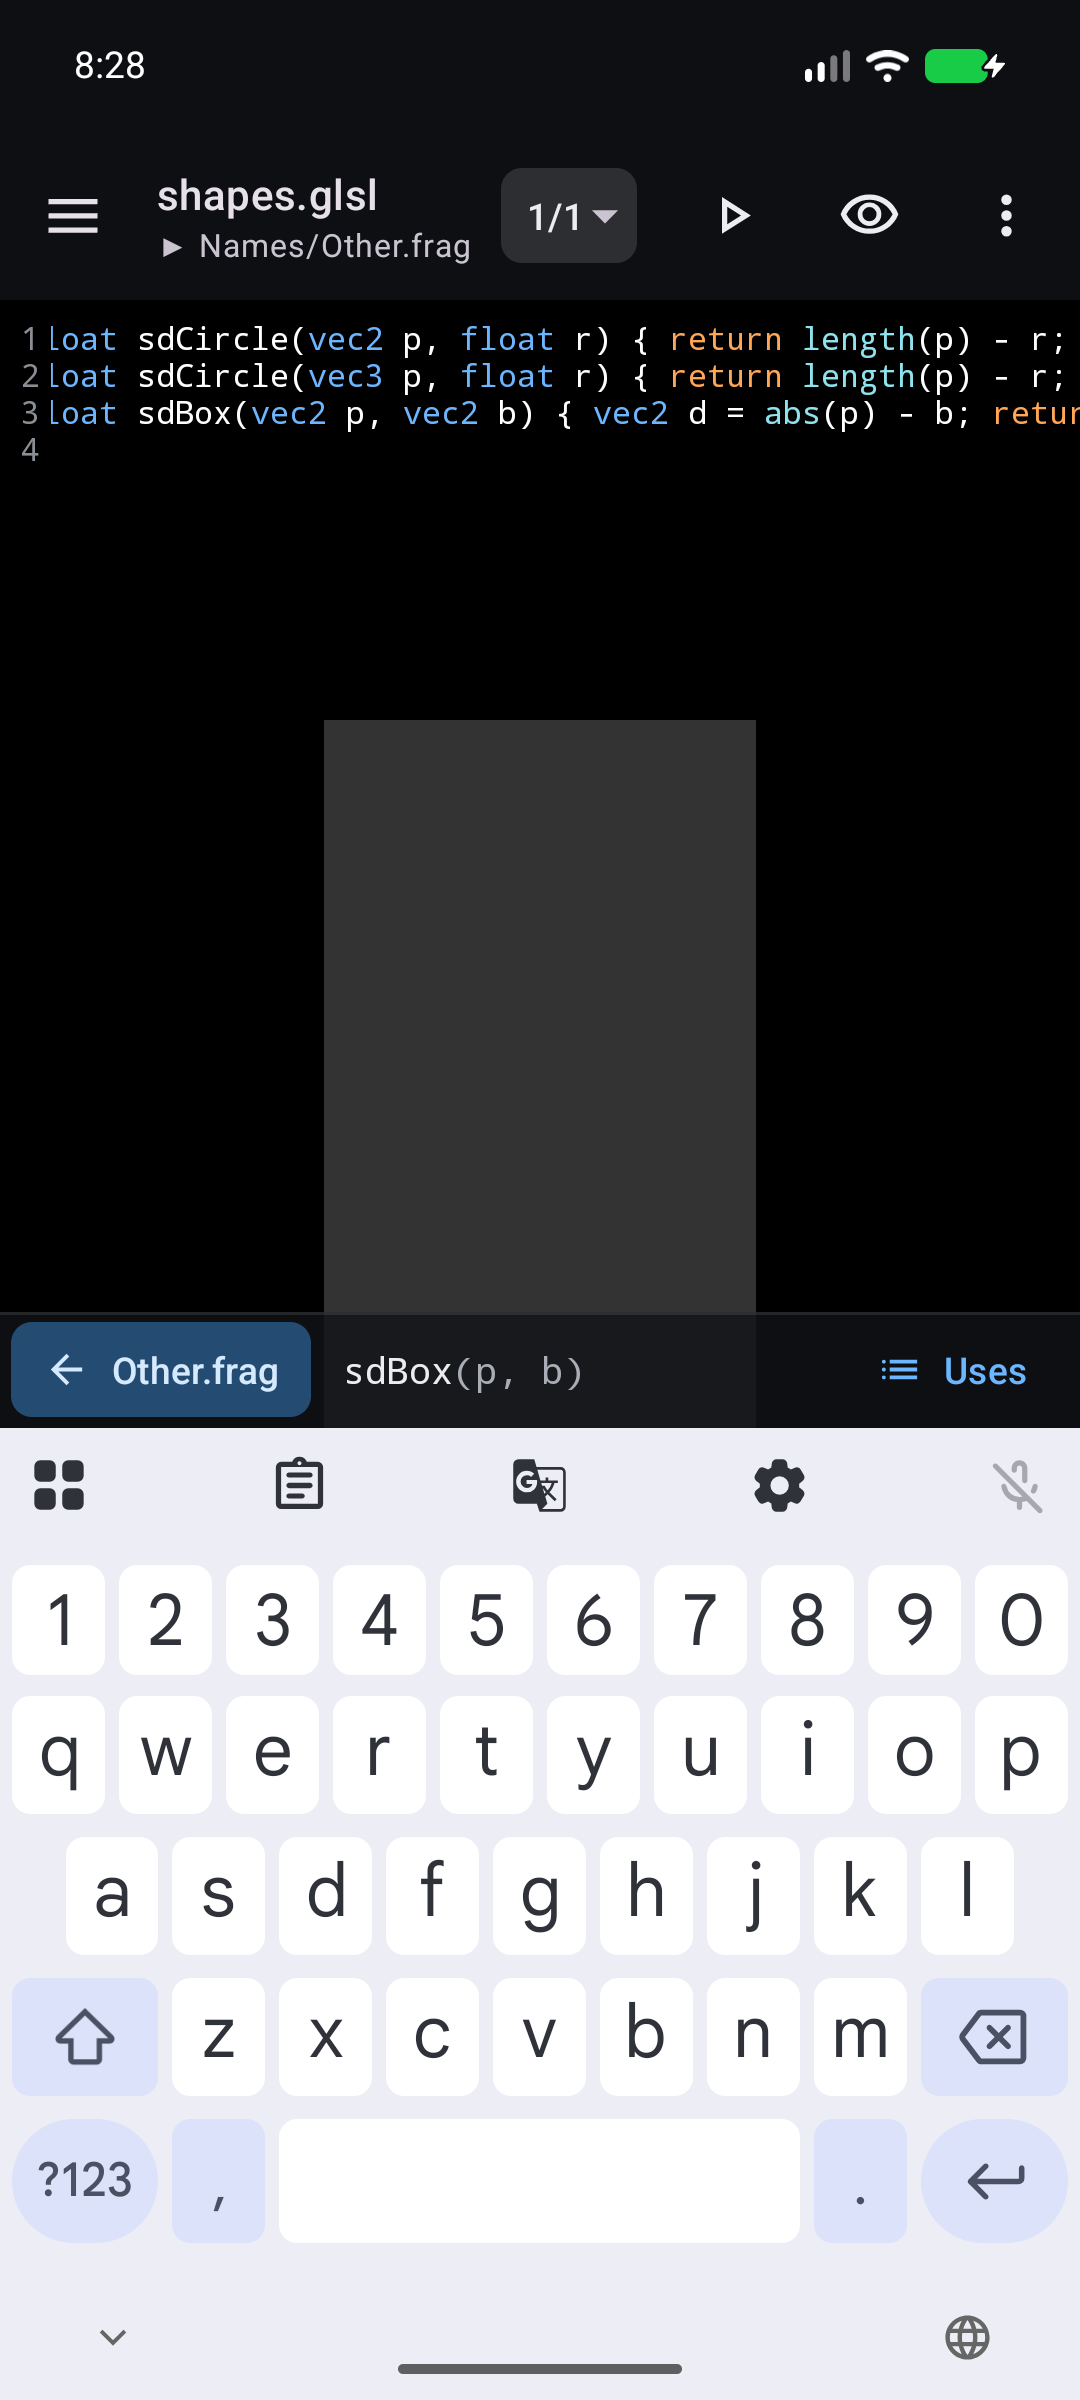 8:28
shapes.glsl
► Names/Other.frag
1/1
1 loat sdCircle(vec2 p, float r) { return length(p) - r;
2 loat sdCircle(vec3 p, float r) { return length(p) - r;
3 loat sdBox(vec2 p, vec2 b) { vec2 d = abs(p) - b; retur
4
Other.frag
sdBox(p, b)
Uses
1 2 3 4 5 6 7 8 9 0
q w e r t y u i o p
a s d f g h j k l
z x c v b n m
?123 , .